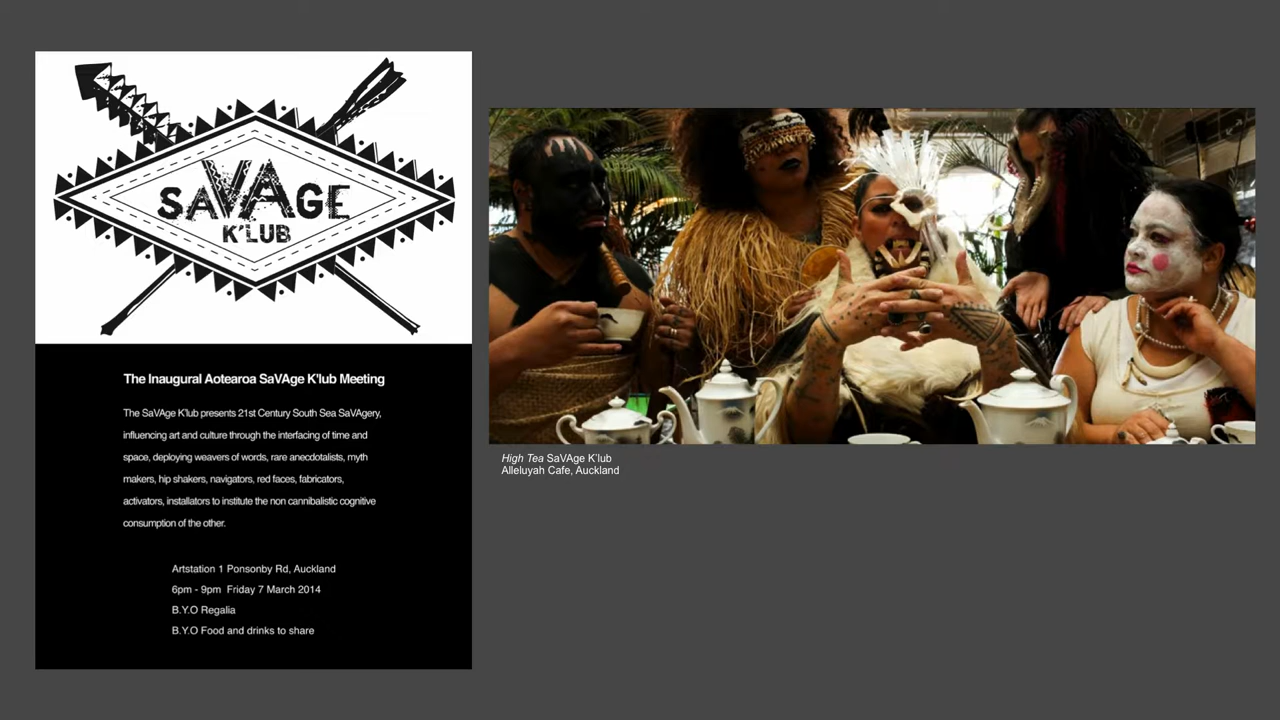 SAVAGE
K'LUB
The Inaugural Aotearoa SaVAge K'lub Meeting
The SaVAge K'lub presents 21st Century South Sea SaVAgery,
influencing art and culture through the interfacing of time and
space, deploying weavers of words, rare anecdotalists, myth
makers, hip shakers, navigators, red faces, fabricators,
activators, installators to institute the non cannibalistic cognitive
consumption of the other.
Artstation 1 Ponsonby Rd, Auckland
6pm - 9pm Friday 7 March 2014
B.Y.O Regalia
B.Y.O Food and drinks to share
High Tea SaVAge K'lub
Alleluyah Cafe, Auckland